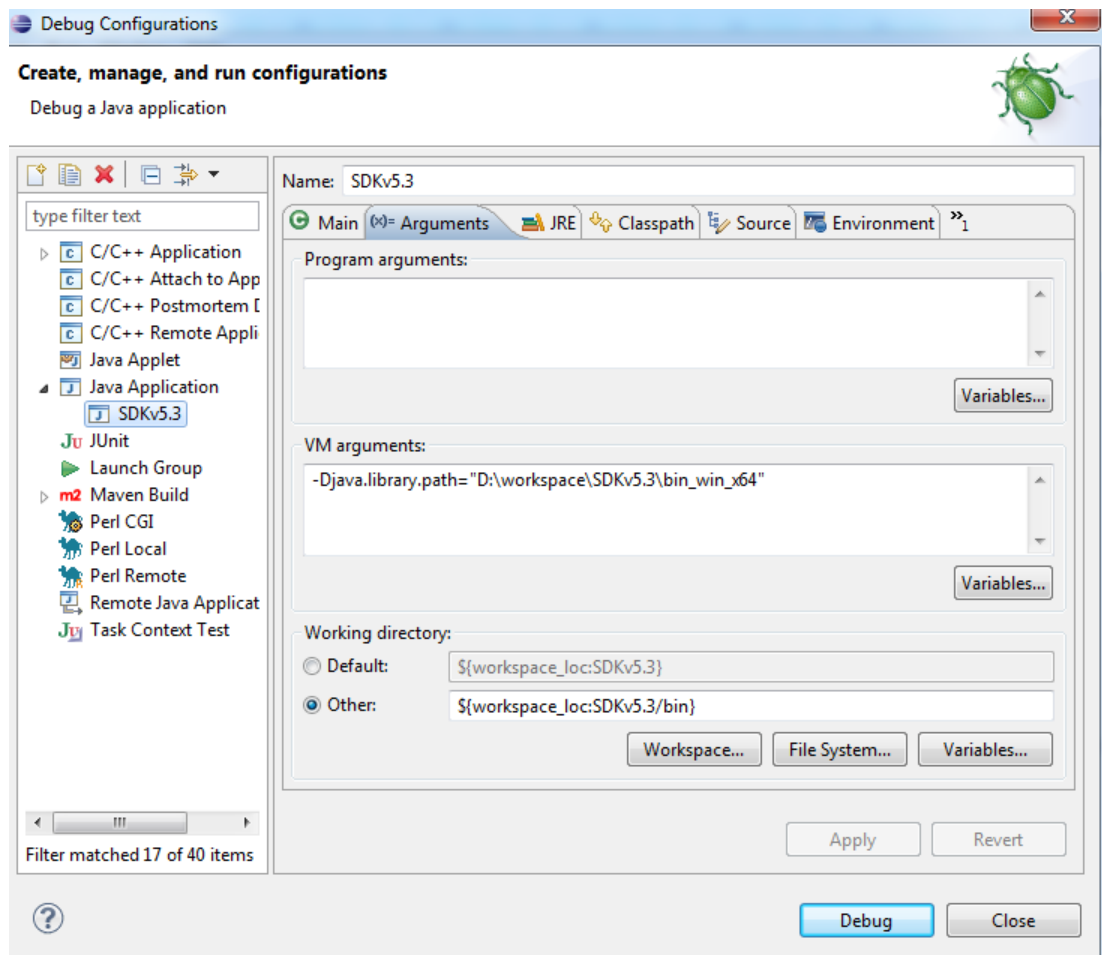 Debug Configurations
Create, manage, and run configurations
Debug a Java application
type filter text
C/C++ Application
C/C++ Attach to App
C/C++ Postmortem D
C/C++ Remote Appli
Java Applet
Java Application
SDKv5.3
JUnit
Launch Group
Maven Build
Perl CGI
Perl Local
Perl Remote
Remote Java Applicat
Task Context Test
Filter matched 17 of 40 items
Name: SDKv5.3
Main (x)= Arguments JRE Classpath Source Environment »1
Program arguments:
Variables...
VM arguments:
-Djava.library.path="D:\workspace\SDKv5.3\bin_win_x64"
Variables...
Working directory:
Default: ${workspace_loc:SDKv5.3}
Other: ${workspace_loc:SDKv5.3/bin}
Workspace... File System... Variables...
Apply Revert
Debug Close